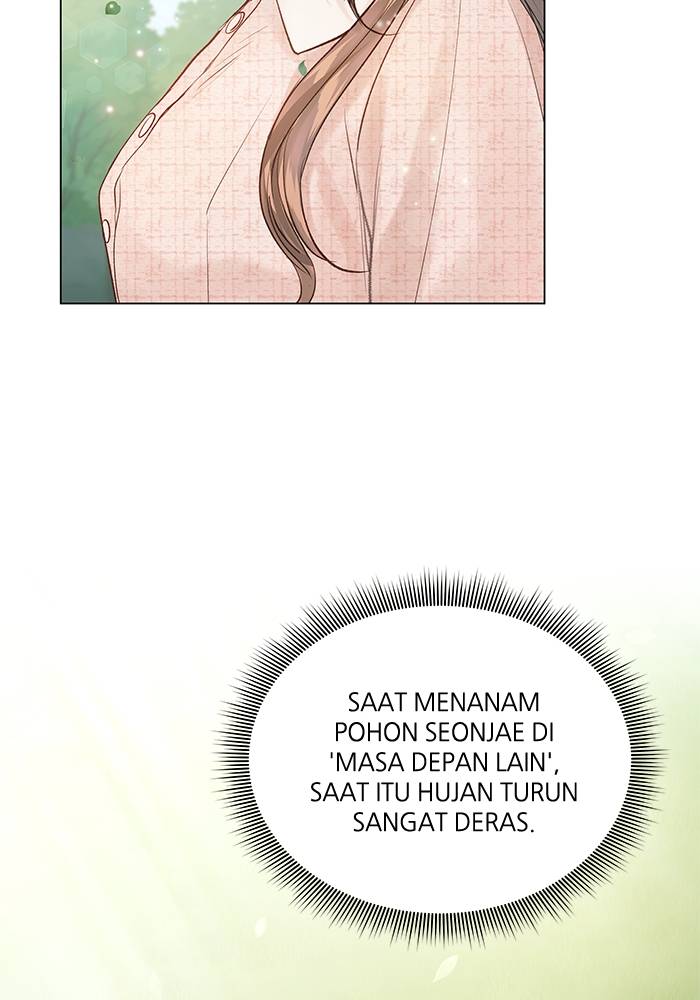 SAAT MENANAM
POHON SEONJAE DI
'MASA DEPAN LAIN',
SAAT ITU HUJAN TURUN
SANGAT DERAS.